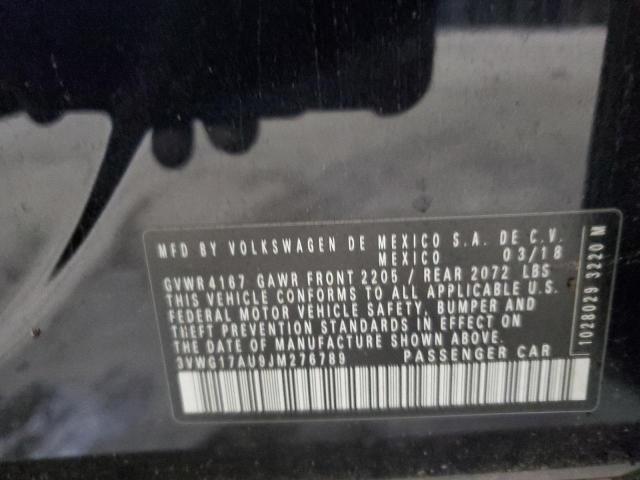 MFD BY VOLKSWAGEN DE MEXICO S.A. DE C.V.
MEXICO 03/18
GVWR 4167 GAWR FRONT 2205 / REAR 2072 LBS
THIS VEHICLE CONFORMS TO ALL APPLICABLE U.S.
FEDERAL MOTOR VEHICLE SAFETY, BUMPER AND
THEFT PREVENTION STANDARDS IN EFFECT ON
THE DATE OF MANUFACTURE SHOWN ABOVE.
3VWG17AU9JM276789 PASSENGER CAR
1028029 3220 M